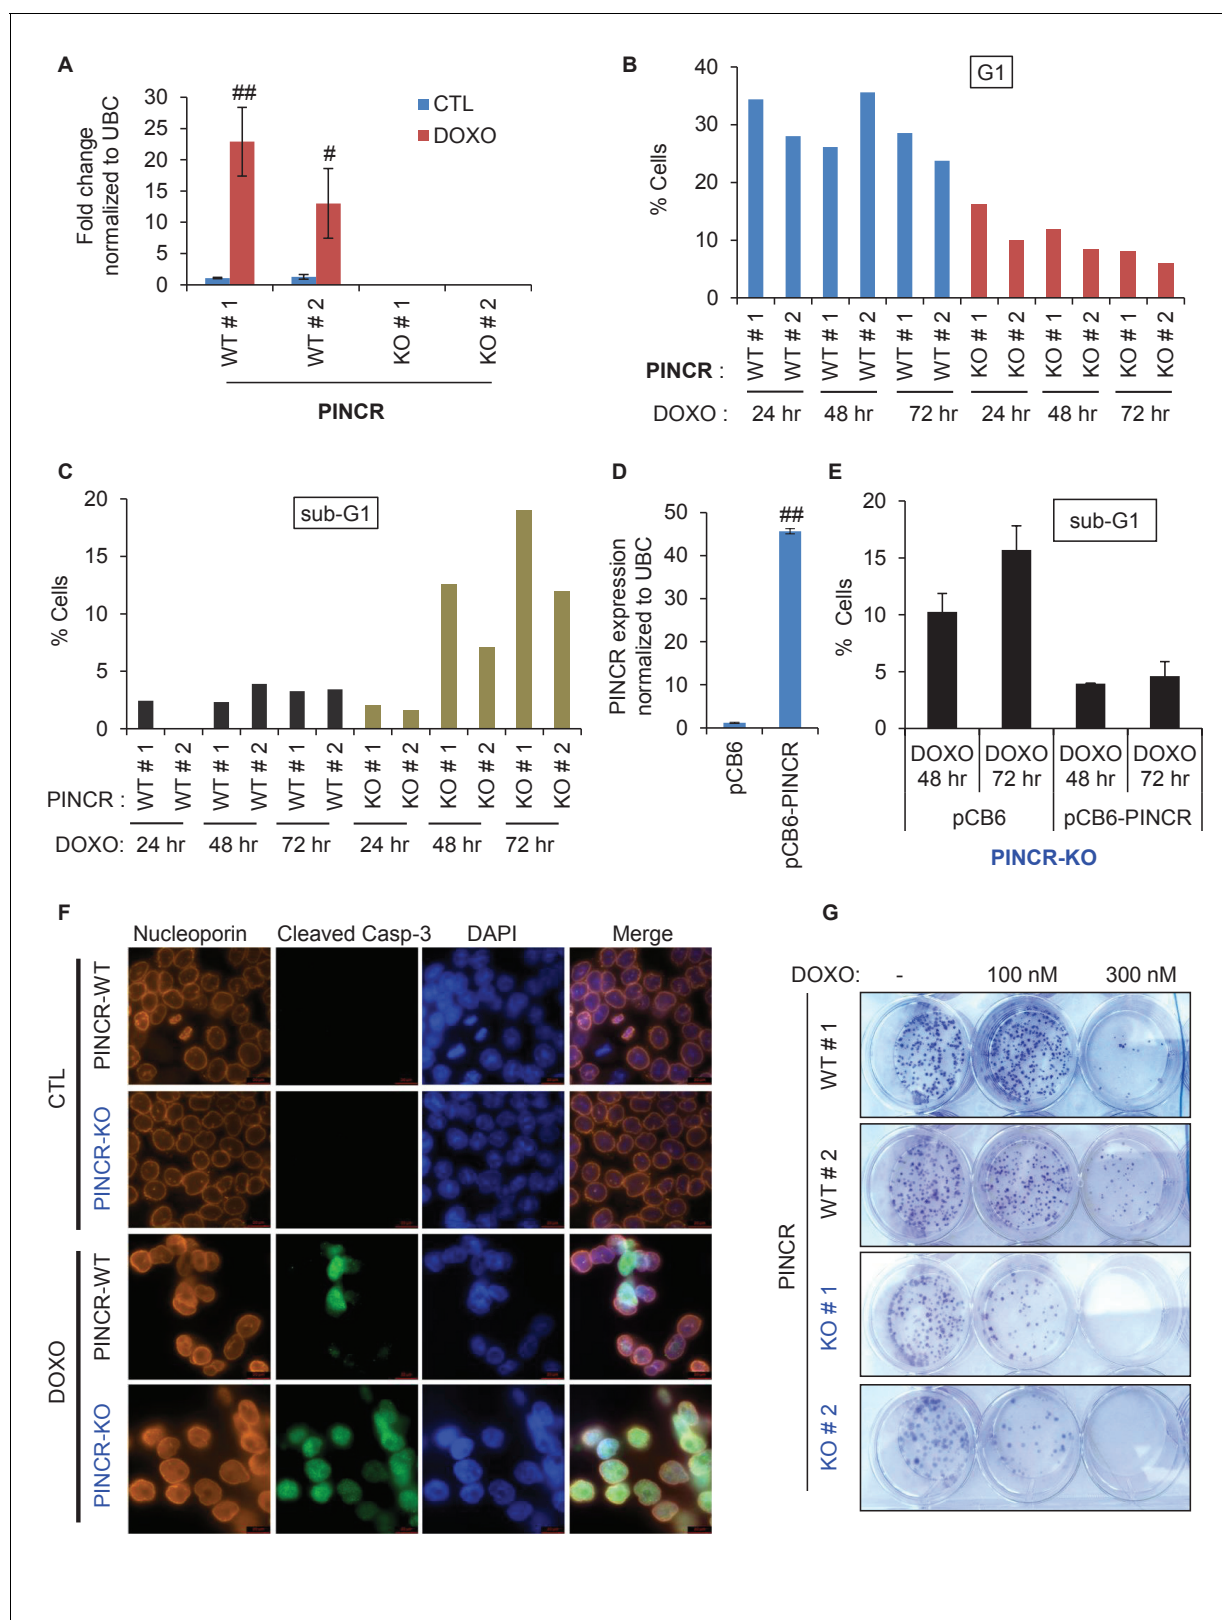 A
Fold change
normalized to UBC
30
25
20
15
10
5
0
##
#
CTL
DOXO
WT # 1
WT # 2
KO # 1
KO # 2
PINCR
B
% Cells
40
30
20
10
0
G1
PINCR :
WT # 1
WT # 2
WT # 1
WT # 2
WT # 1
WT # 2
KO # 1
KO # 2
KO # 1
KO # 2
KO # 1
KO # 2
DOXO : 24 hr 48 hr 72 hr 24 hr 48 hr 72 hr
C
% Cells
20
15
10
5
0
sub-G1
PINCR :
WT # 1
WT # 2
WT # 1
WT # 2
WT # 1
WT # 2
KO # 1
KO # 2
KO # 1
KO # 2
KO # 1
KO # 2
DOXO: 24 hr 48 hr 72 hr 24 hr 48 hr 72 hr
D
PINCR expression
normalized to UBC
50
40
30
20
10
0
##
pCB6
pCB6-PINCR
E
% Cells
20
15
10
5
0
sub-G1
DOXO DOXO DOXO DOXO
48 hr 72 hr 48 hr 72 hr
pCB6 pCB6-PINCR
PINCR-KO
F
Nucleoporin Cleaved Casp-3 DAPI Merge
CTL
PINCR-WT
PINCR-KO
DOXO
PINCR-WT
PINCR-KO
G
DOXO: - 100 nM 300 nM
PINCR
WT # 1
WT # 2
KO # 1
KO # 2